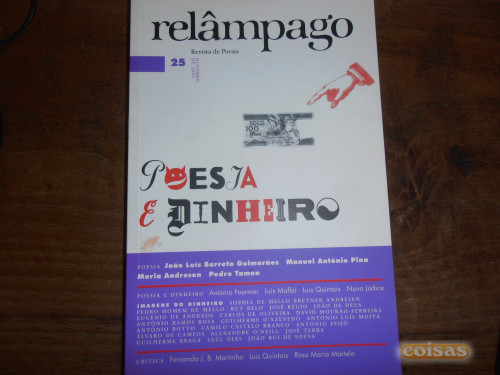 relâmpago
Revista de Poesia
25
100
POESIA
E DINHEIRO
POESIA João Luís Barreto Guimarães Manuel António Pina
Maria Andresen Pedro Tamen
POESIA E DINHEIRO António Fournier Luis Maffei Luís Quintais Nuno Júdice
IMAGENS DO DINHEIRO SOPHIA DE MELLO BREYNER ANDRESEN
PEDRO HOMEM DE MELLO RUY BELO JOSÉ RÉGIO JOÃO DE DEUS
EUGÉNIO DE ANDRADE CARLOS DE OLIVEIRA DAVID MOURÃO-FERREIRA
ANTÓNIO RAMOS ROSA GUILHERME D'AZEVEDO ANTÓNIO LUÍS MOITA
ANTÓNIO BOTTO CAMILO CASTELO BRANCO ANTÓNIO FEIJÓ
ÁLVARO DE CAMPOS ALEXANDRE O'NEILL JOSÉ TERRA
GUILHERME BRAGA SAÚL DIAS JOÃO RUI DE SOUSA
CRÍTICA Fernando J. B. Martinho Luís Quintais Rosa Maria Martelo
coisas